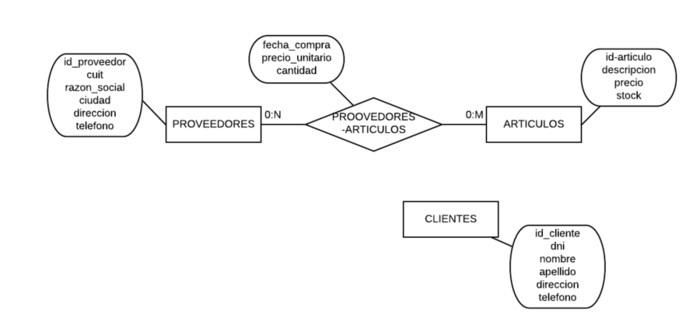 id_proveedor
cuit
razon_social
ciudad
direccion
telefono
PROVEEDORES
0:N
fecha_compra
precio_unitario
cantidad
PROOVEDORES
-ARTICULOS
0:M
ARTICULOS
id-articulo
descripcion
precio
stock
CLIENTES
id_cliente
dni
nombre
apellido
direccion
telefono